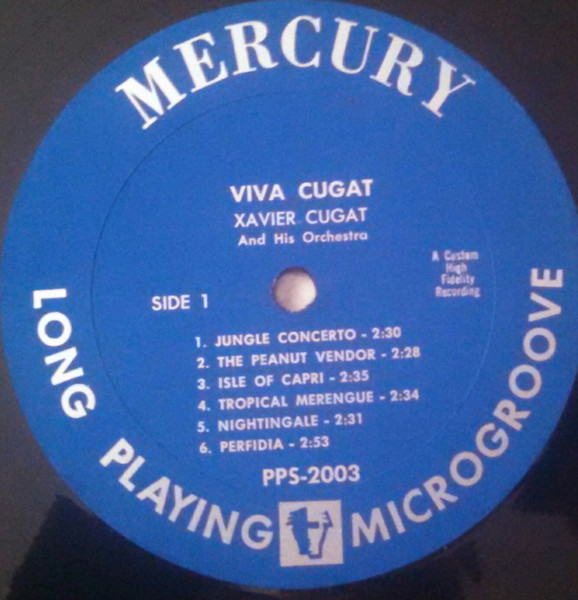 MERCURY
VIVA CUGAT
XAVIER CUGAT
And His Orchestra
A Custom
High
Fidelity
Recording
SIDE 1
1. JUNGLE CONCERTO - 2:30
2. THE PEANUT VENDOR - 2:28
3. ISLE OF CAPRI - 2:35
4. TROPICAL MERENGUE - 2:34
5. NIGHTINGALE - 2:31
6. PERFIDIA - 2:53
PPS-2003
LONG PLAYING MICROGROOVE